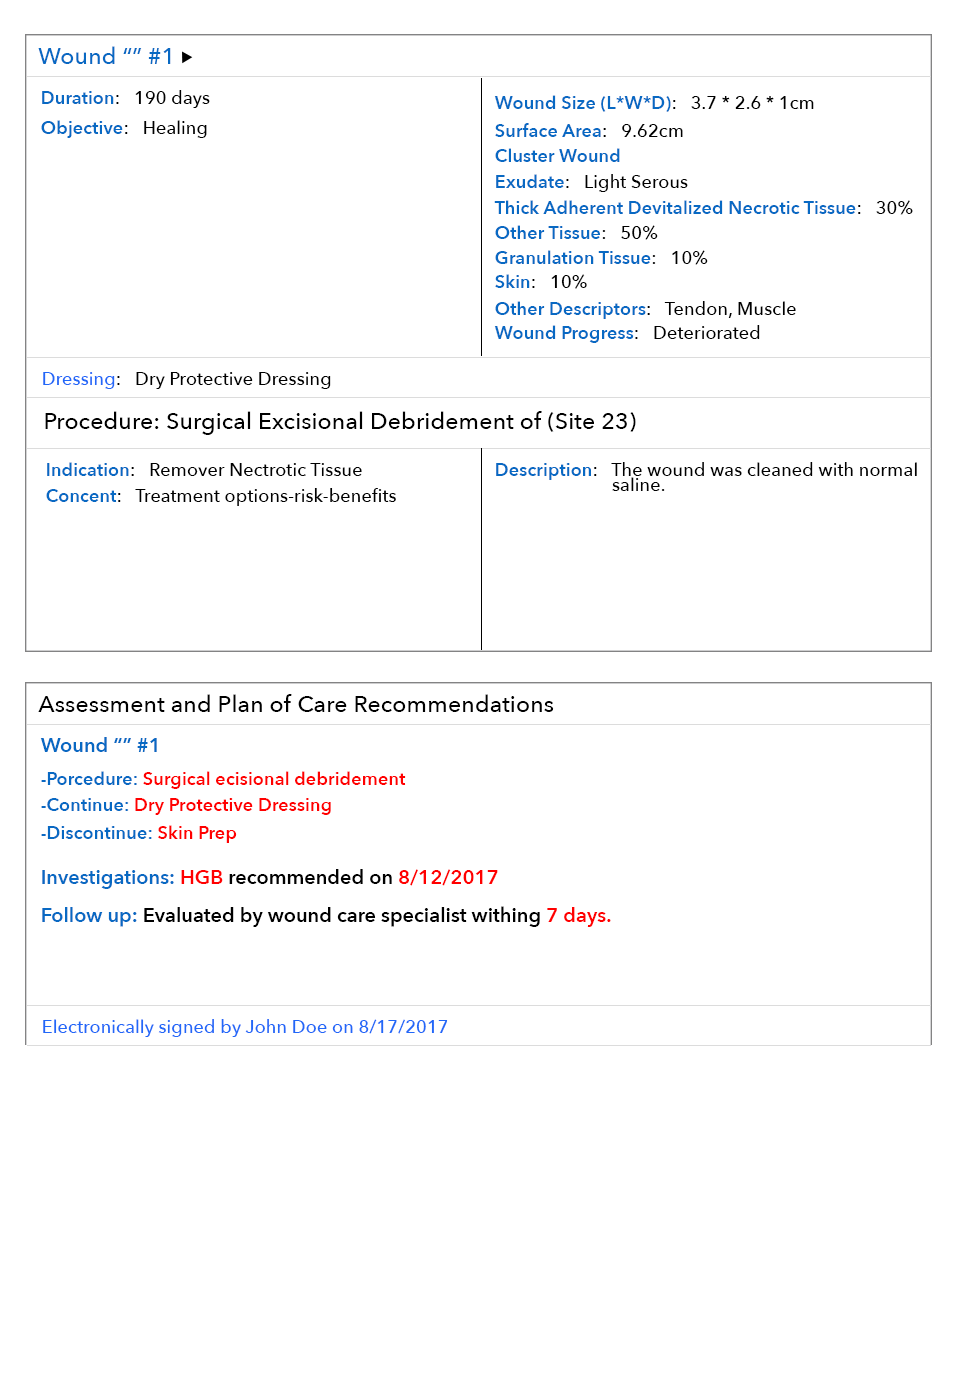 Wound “” #1
Duration: 190 days
Objective: Healing
Wound Size (L*W*D): 3.7 * 2.6 * 1cm
Surface Area: 9.62cm
Cluster Wound
Exudate: Light Serous
Thick Adherent Devitalized Necrotic Tissue: 30%
Other Tissue: 50%
Granulation Tissue: 10%
Skin: 10%
Other Descriptors: Tendon, Muscle
Wound Progress: Deteriorated
Dressing: Dry Protective Dressing
Procedure: Surgical Excisional Debridement of (Site 23)
Indication: Remover Nectrotic Tissue
Concent: Treatment options-risk-benefits
Description: The wound was cleaned with normal
saline.
Assessment and Plan of Care Recommendations
Wound “” #1
-Porcedure: Surgical ecisional debridement
-Continue: Dry Protective Dressing
-Discontinue: Skin Prep
Investigations: HGB recommended on 8/12/2017
Follow up: Evaluated by wound care specialist withing 7 days.
Electronically signed by John Doe on 8/17/2017